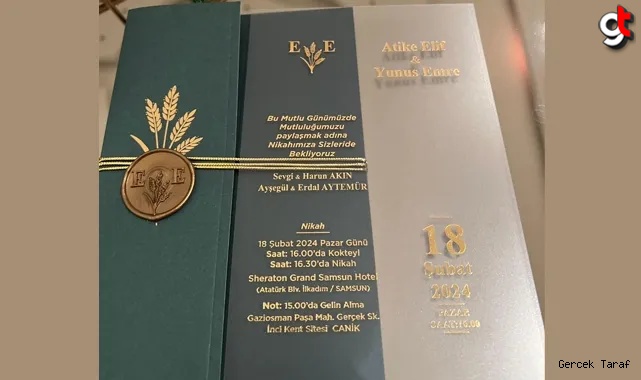 gt
E E
Atike Elif
&
Yunus Emre
Bu Mutlu Günümüzde
Mutluluğumuzu
paylaşmak adına
Nikahımıza Sizleride
Bekliyoruz
Sevgi & Harun AKIN
Ayşegül & Erdal AYTEMÜR
E E
Nikah
18 Şubat 2024 Pazar Günü
Saat: 16.00'da Kokteyl
Saat: 16.30'da Nikah
Sheraton Grand Samsun Hotel
(Atatürk Blv. İlkadım / SAMSUN)
Not: 15.00'da Gelin Alma
Gaziosman Paşa Mah. Gerçek Sk.
İnci Kent Sitesi CANİK
18
Şubat
2024
PAZAR
Gercek Taraf